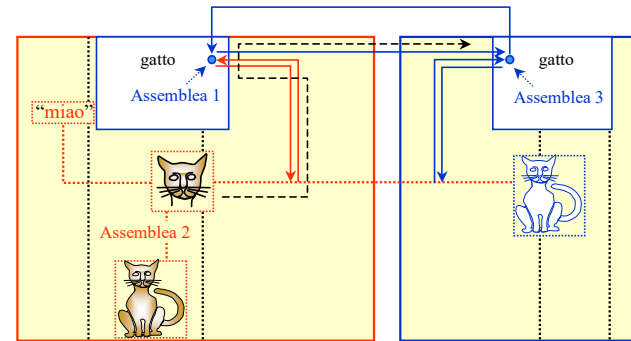 gatto
Assemblea 1
“miao”
Assemblea 2
gatto
Assemblea 3